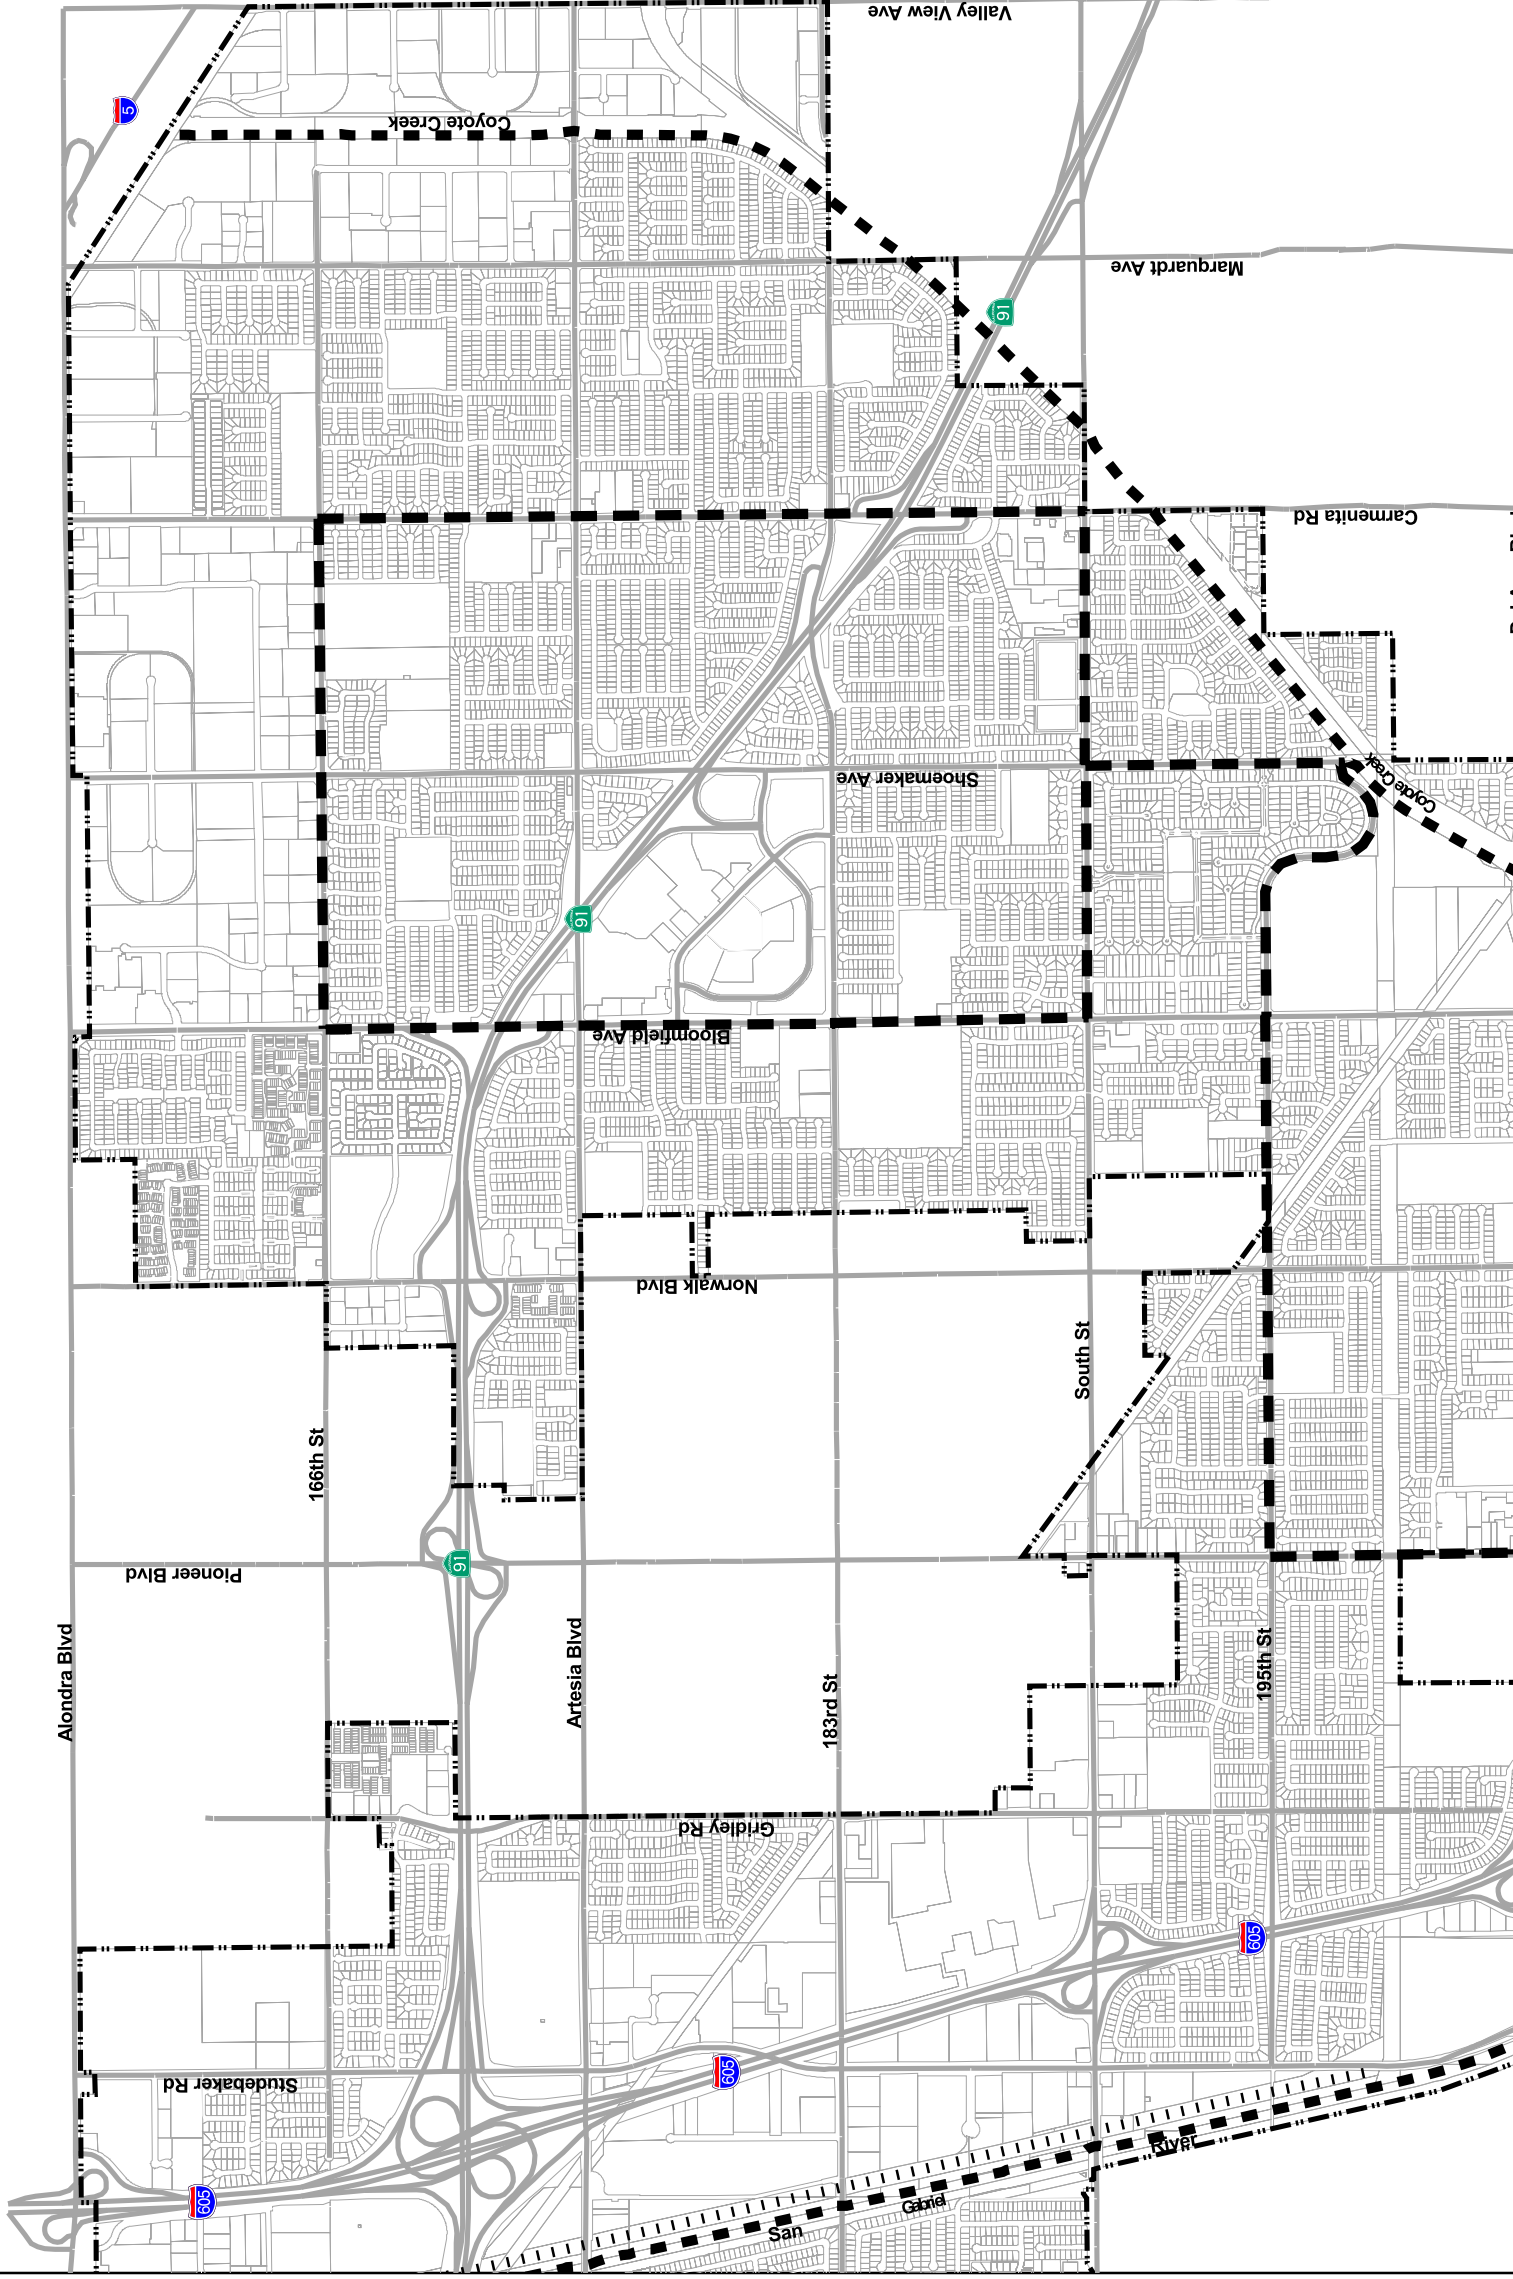 Valley View Ave
5
Coyote Creek
Marquardt Ave
91
Carmenita Rd
Shoemaker Ave
Coyote Creek
91
Bloomfield Ave
Norwalk Blvd
South St
166th St
91
Pioneer Blvd
Alondra Blvd
Artesia Blvd
183rd St
195th St
Gridley Rd
605
605
Studebaker Rd
605
River
Gabriel
San